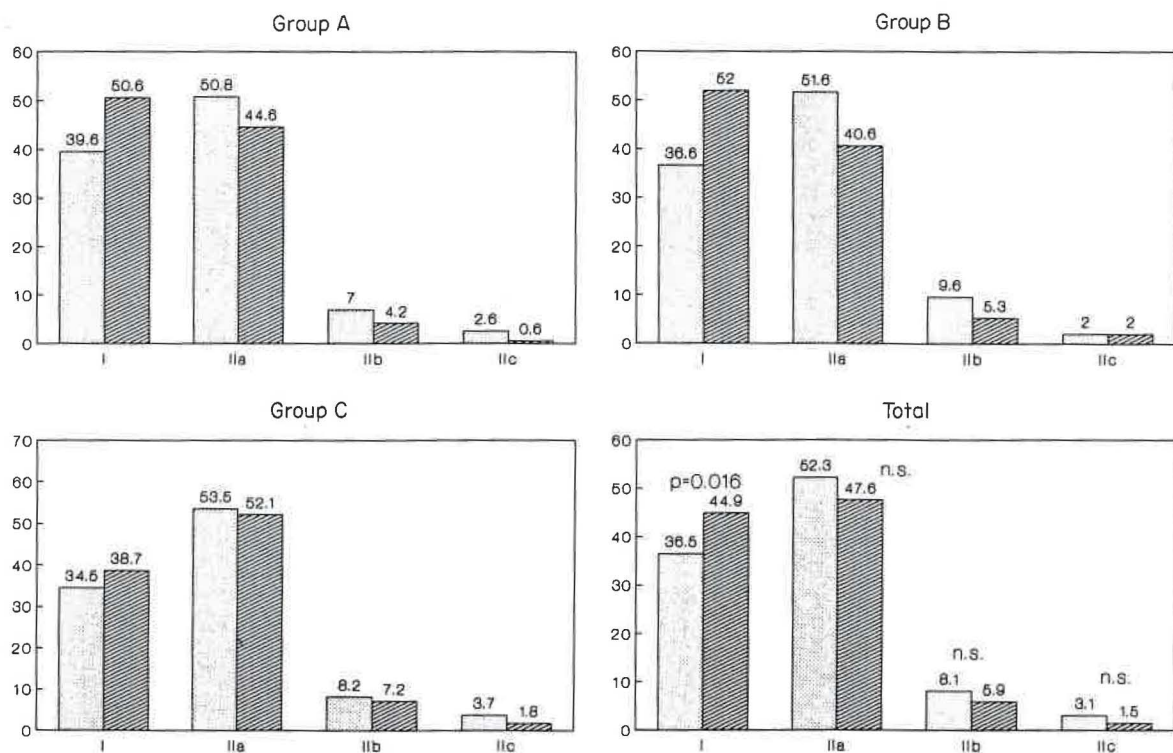 Group A
60
50
40
30
20
10
0
39.6
50.6
50.8
44.6
7
4.2
2.6
0.6
I
IIa
IIb
IIc
Group B
60
50
40
30
20
10
0
36.6
52
51.6
40.6
9.6
5.3
2
2
I
IIa
IIb
IIc
Group C
70
60
50
40
30
20
10
0
34.5
38.7
53.5
52.1
8.2
7.2
3.7
1.8
I
IIa
IIb
IIc
Total
60
50
40
30
20
10
0
p=0.016
36.5
44.9
52.3
47.6
n.s.
n.s.
8.1
5.9
n.s.
3.1
1.5
I
IIa
IIb
IIc